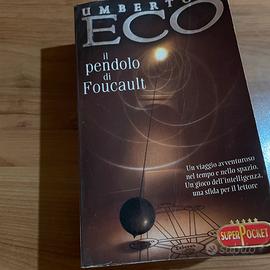 UMBERTO
ECO
il
pendolo
di
Foucault
Un viaggio avventuroso
nel tempo e nello spazio.
Un gioco dell'intelligenza,
una sfida per il lettore
SUPERPOCKET
subito